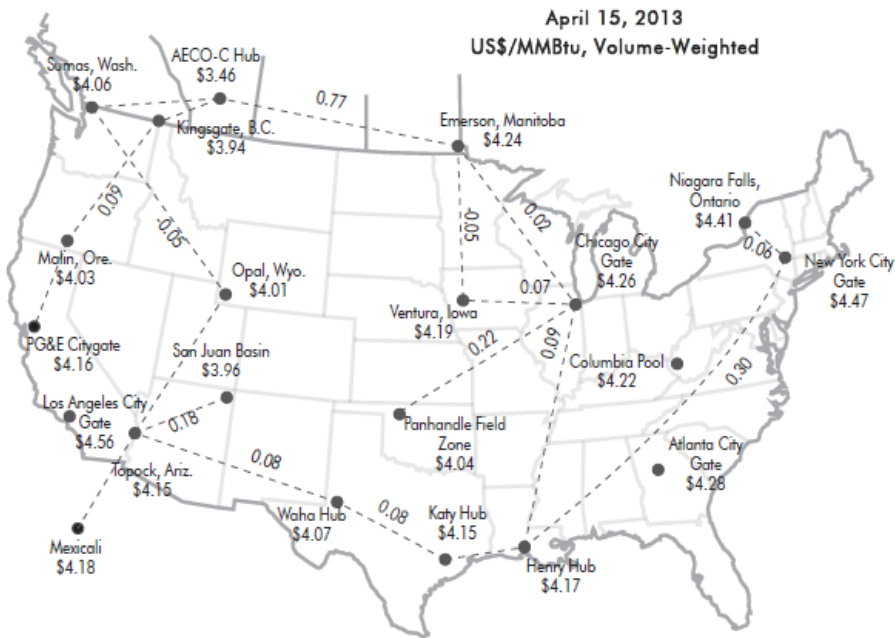 April 15, 2013
US$/MMBtu, Volume-Weighted
AECO-C Hub
$3.46
Sumas, Wash.
$4.06
0.77
Emerson, Manitoba
$4.24
Kingsgate, B.C.
$3.94
Niagara Falls,
Ontario
$4.41
0.09
-0.05
-0.05
0.02
0.06
Malin, Ore.
$4.03
Opal, Wyo.
$4.01
Chicago City
Gate
$4.26
New York City
Gate
$4.47
0.07
Ventura, Iowa
$4.19
PG&E Citygate
$4.16
San Juan Basin
$3.96
0.22
0.09
Columbia Pool
$4.22
0.30
Los Angeles City
Gate
$4.56
0.18
Panhandle Field
Zone
$4.04
Atlanta City
Gate
$4.28
Topock, Ariz.
$4.15
0.08
Waha Hub
$4.07
0.08
Katy Hub
$4.15
Mexicali
$4.18
Henry Hub
$4.17